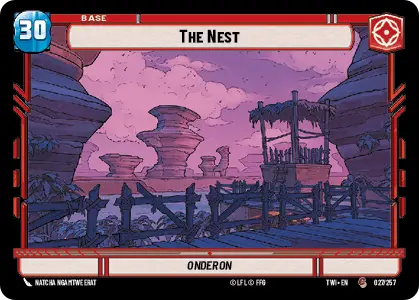 BASE
30
THE NEST
ONDERON
NATCHA NGAMTWEERAT
© LFL © FFG
TWI • EN
027/257